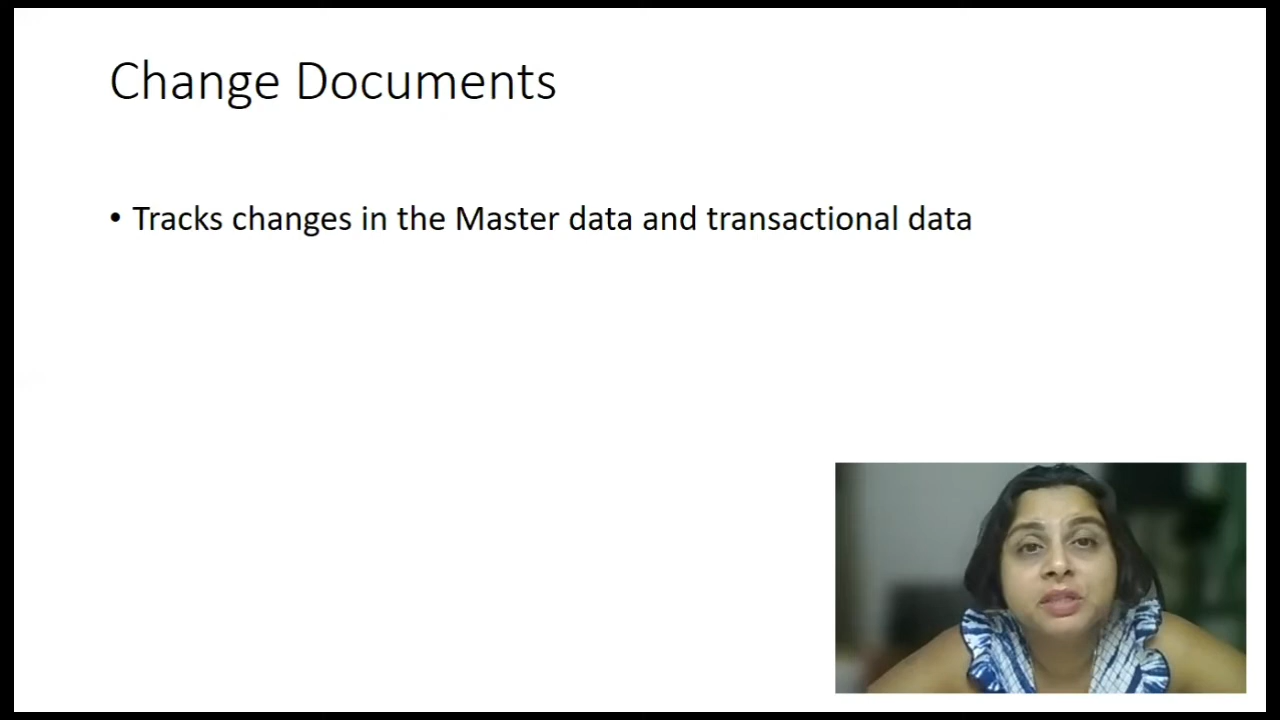 Change Documents
• Tracks changes in the Master data and transactional data